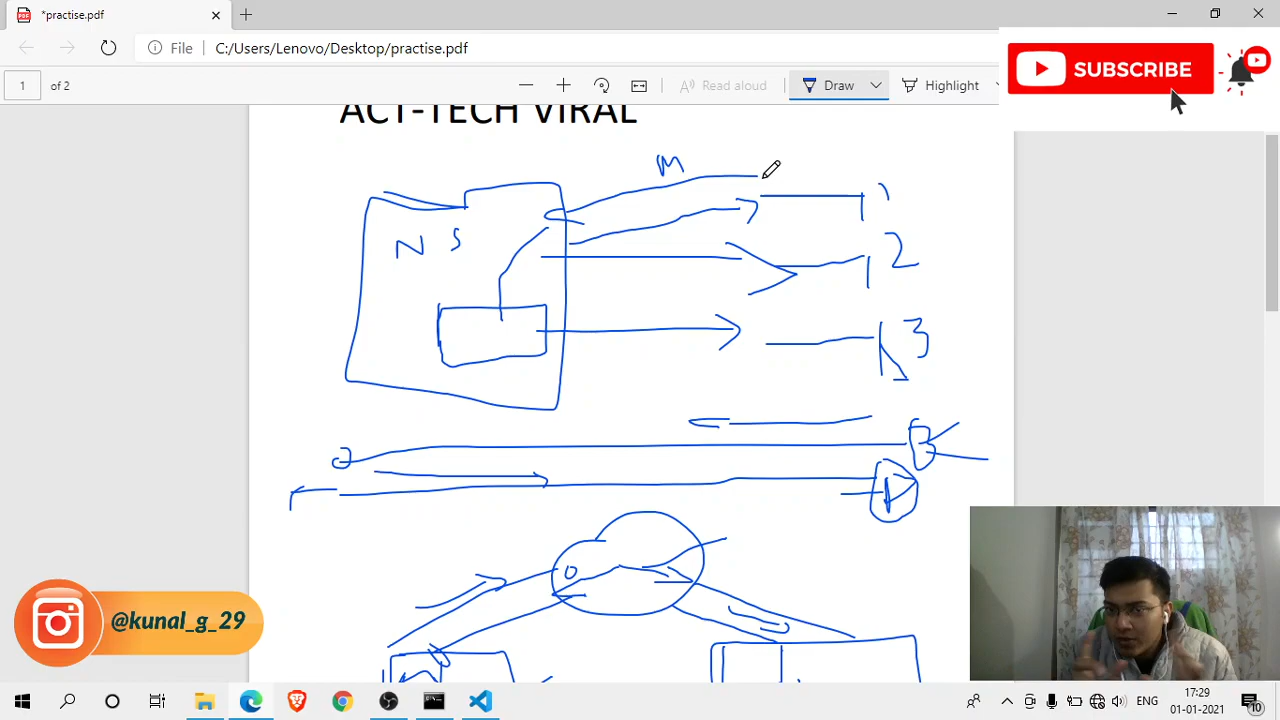 *practise.pdf
File
C:/Users/Lenovo/Desktop/practise.pdf
1 of 2
Read aloud
Draw
Highlight
SUBSCRIBE
ACT-TECH VIRAL
M
1
N S
2
3
@kunal_g_29
ENG
17:29
01-01-2021
10